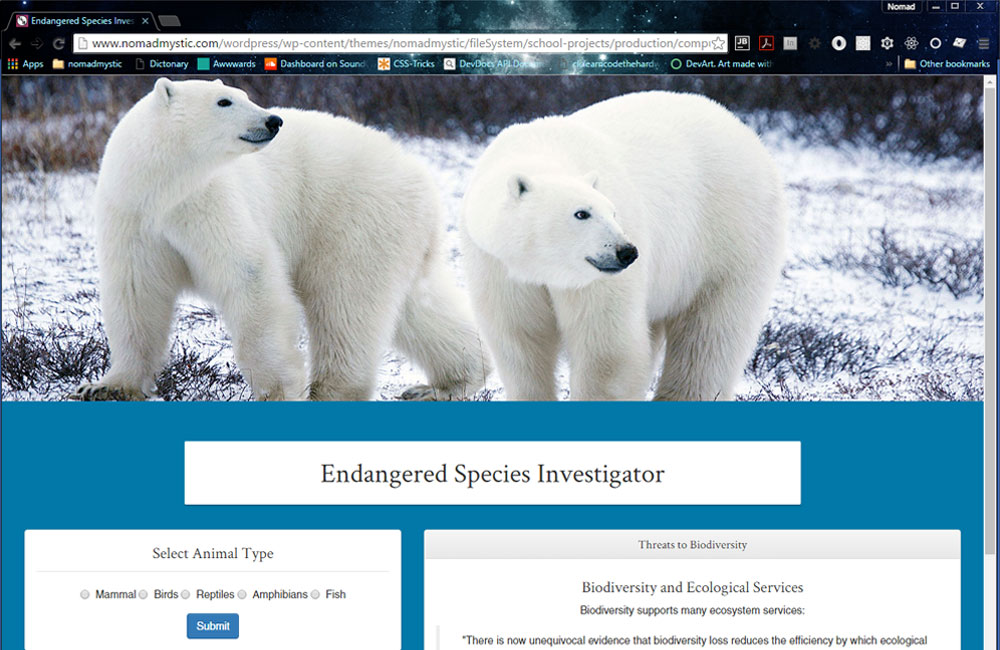 Nomad
Endangered Species Inves
www.nomadmystic.com/wordpress/wp-content/themes/nomadmystic/fileSystem/school-projects/production/comp
JB
in
Apps nomadmystic Dictonary Awwwards Dashboard on Sound CSS-Tricks DevDocs API Do DevArt. Art made with » Other bookmarks
Endangered Species Investigator
Select Animal Type
Mammal Birds Reptiles Amphibians Fish
Submit
Threats to Biodiversity
Biodiversity and Ecological Services
Biodiversity supports many ecosystem services:
"There is now unequivocal evidence that biodiversity loss reduces the efficiency by which ecological